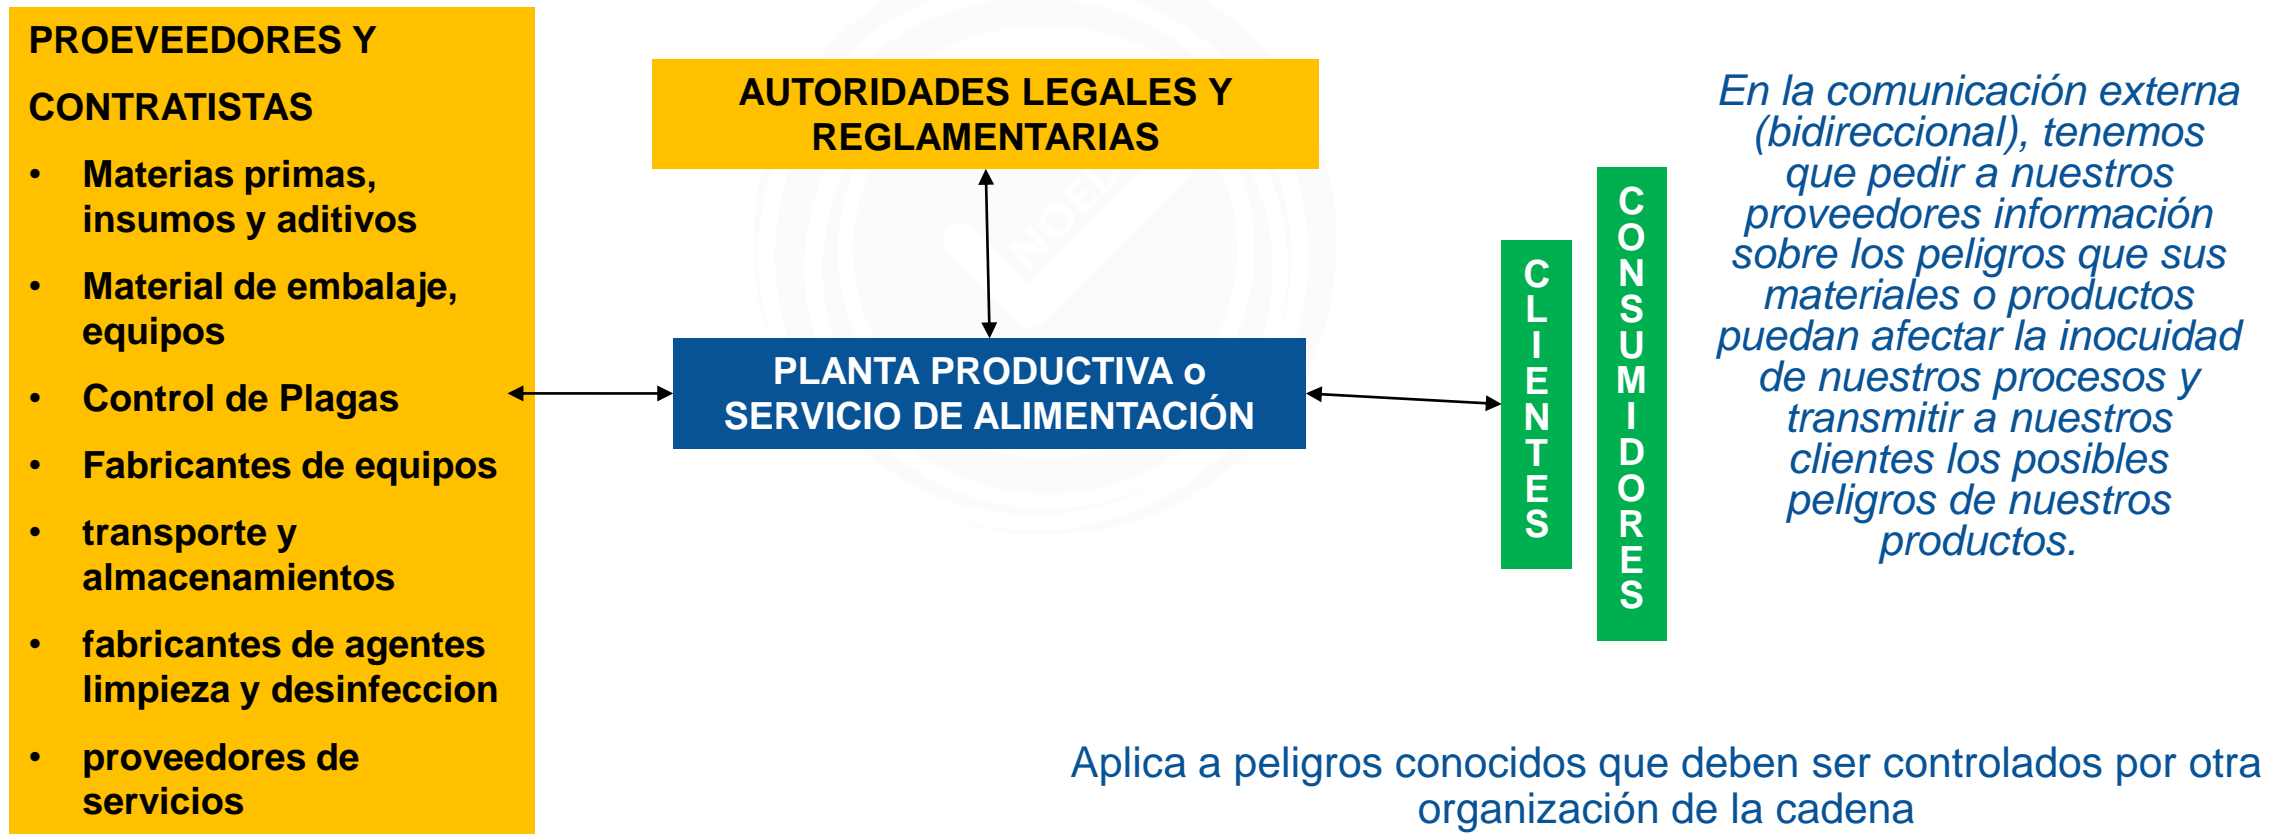 PROEVEEDORES Y
CONTRATISTAS
• Materias primas,
insumos y aditivos
• Material de embalaje,
equipos
• Control de Plagas
• Fabricantes de equipos
• transporte y
almacenamientos
• fabricantes de agentes
limpieza y desinfeccion
• proveedores de
servicios
AUTORIDADES LEGALES Y
REGLAMENTARIAS
PLANTA PRODUCTIVA o
SERVICIO DE ALIMENTACIÓN
CLIENTES
CONSUMIDORES
En la comunicación externa
(bidireccional), tenemos
que pedir a nuestros
proveedores información
sobre los peligros que sus
materiales o productos
puedan afectar la inocuidad
de nuestros procesos y
transmitir a nuestros
clientes los posibles
peligros de nuestros
productos.
Aplica a peligros conocidos que deben ser controlados por otra
organización de la cadena